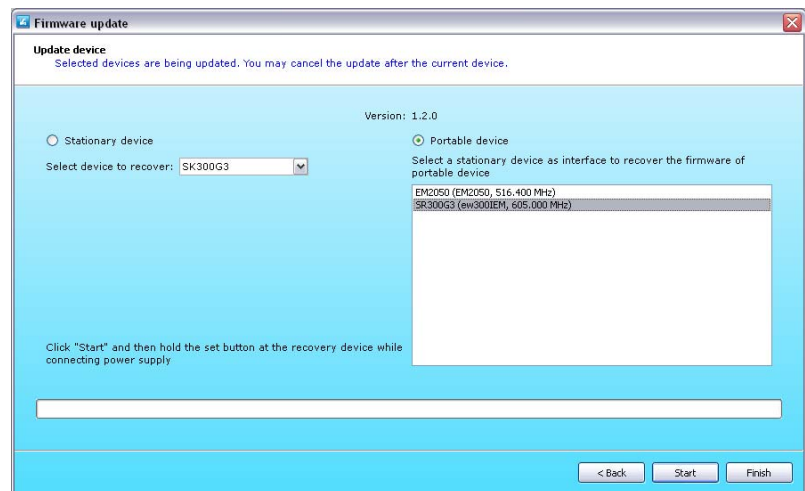 Firmware update
Update device
Selected devices are being updated. You may cancel the update after the current device.
Version: 1.2.0
Stationary device
Portable device
Select device to recover: SK300G3
Select a stationary device as interface to recover the firmware of
portable device
EM2050 (EM2050, 516.400 MHz)
SR300G3 (ew300IEM, 605.000 MHz)
Click "Start" and then hold the set button at the recovery device while
connecting power supply
< Back
Start
Finish